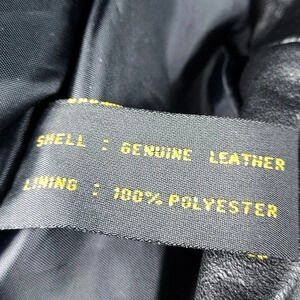 SHELL : GENUINE LEATHER
LINING : 100% POLYESTER